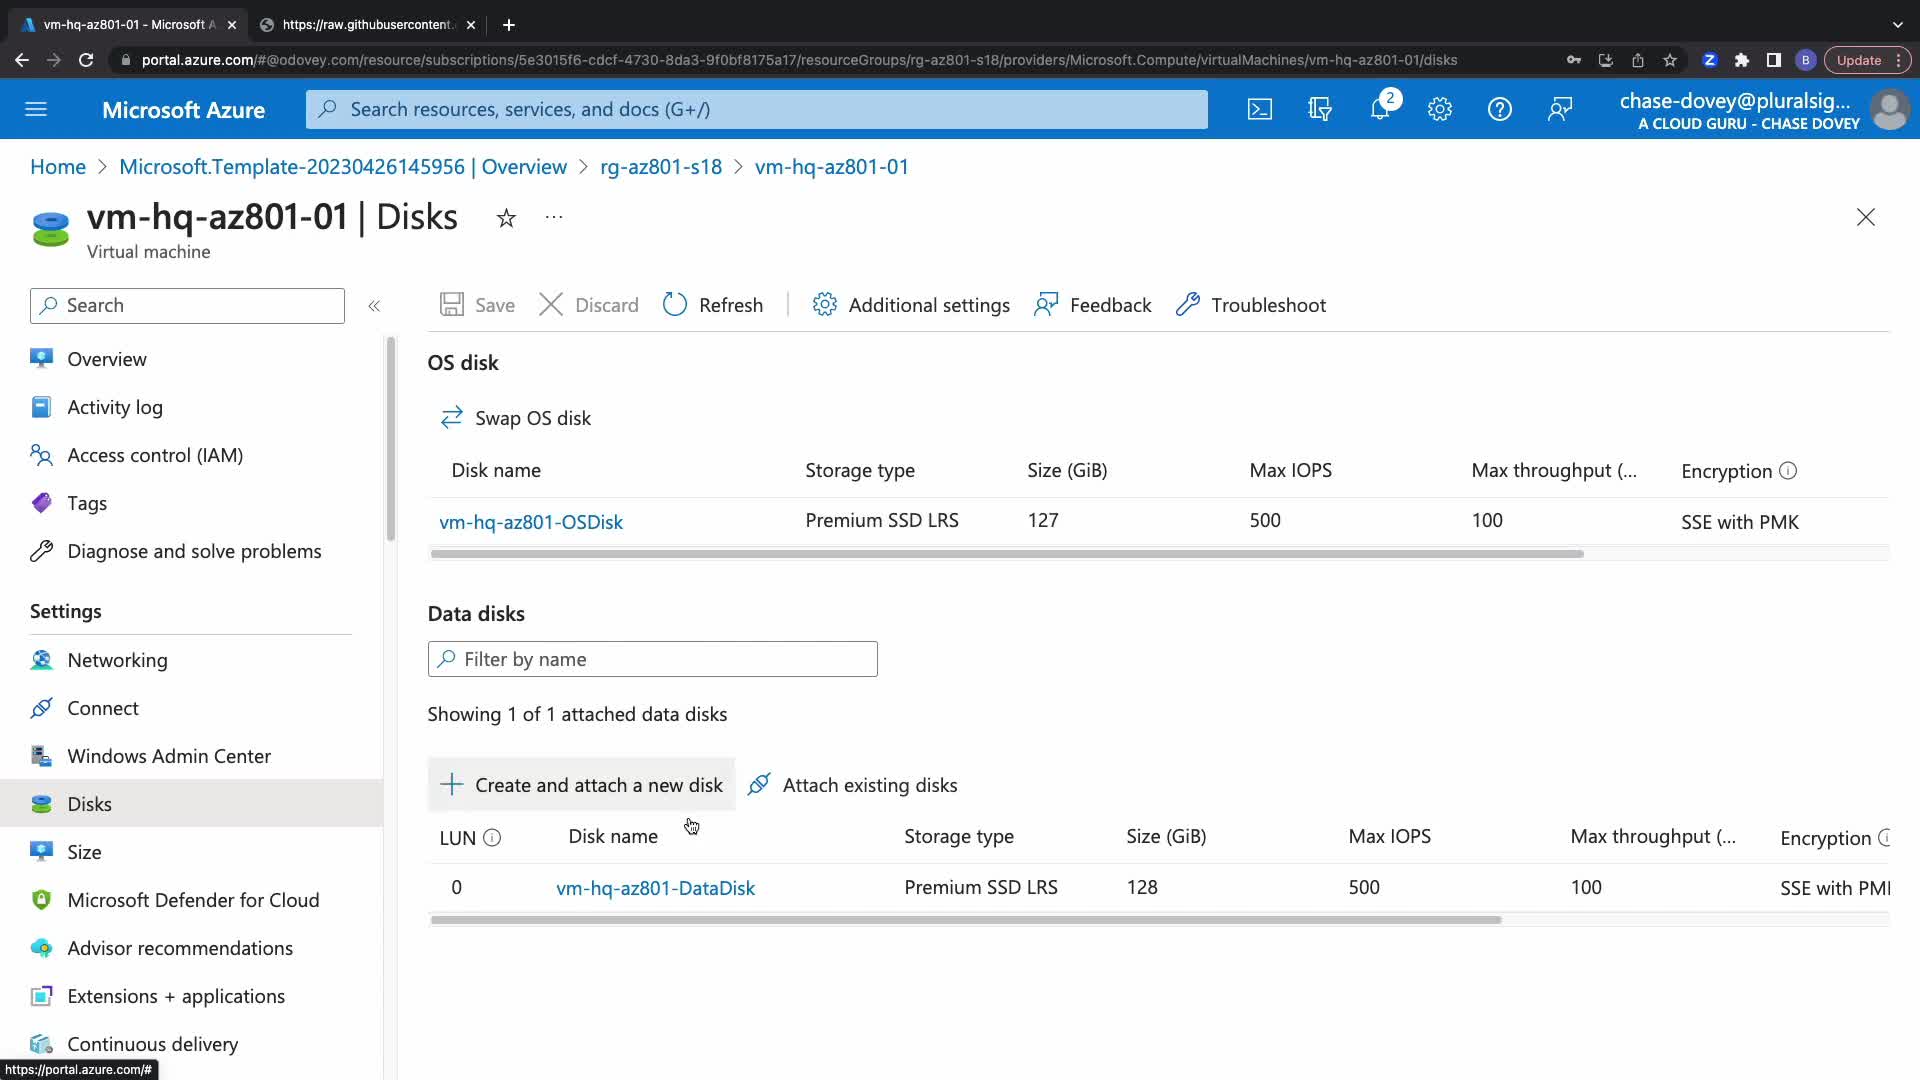 vm-hq-az801-01 - Microsoft A
https://raw.githubusercontent.
portal.azure.com/#@odovey.com/resource/subscriptions/5e3015f6-cdcf-4730-8da3-9f0bf8175a17/resourceGroups/rg-az801-s18/providers/Microsoft.Compute/virtualMachines/vm-hq-az801-01/disks
Z
B
Update
Microsoft Azure
Search resources, services, and docs (G+/)
2
chase-dovey@pluralsig...
A CLOUD GURU - CHASE DOVEY
Home > Microsoft.Template-20230426145956 | Overview > rg-az801-s18 > vm-hq-az801-01
vm-hq-az801-01 | Disks
Virtual machine
Search
Save
Discard
Refresh
Additional settings
Feedback
Troubleshoot
Overview
Activity log
Access control (IAM)
Tags
Diagnose and solve problems
Settings
Networking
Connect
Windows Admin Center
Disks
Size
Microsoft Defender for Cloud
Advisor recommendations
Extensions + applications
Continuous delivery
OS disk
Swap OS disk
Disk name Storage type Size (GiB) Max IOPS Max throughput (... Encryption
vm-hq-az801-OSDisk Premium SSD LRS 127 500 100 SSE with PMK
Data disks
Filter by name
Showing 1 of 1 attached data disks
Create and attach a new disk
Attach existing disks
LUN Disk name Storage type Size (GiB) Max IOPS Max throughput (... Encryption
0 vm-hq-az801-DataDisk Premium SSD LRS 128 500 100 SSE with PM
https://portal.azure.com/#